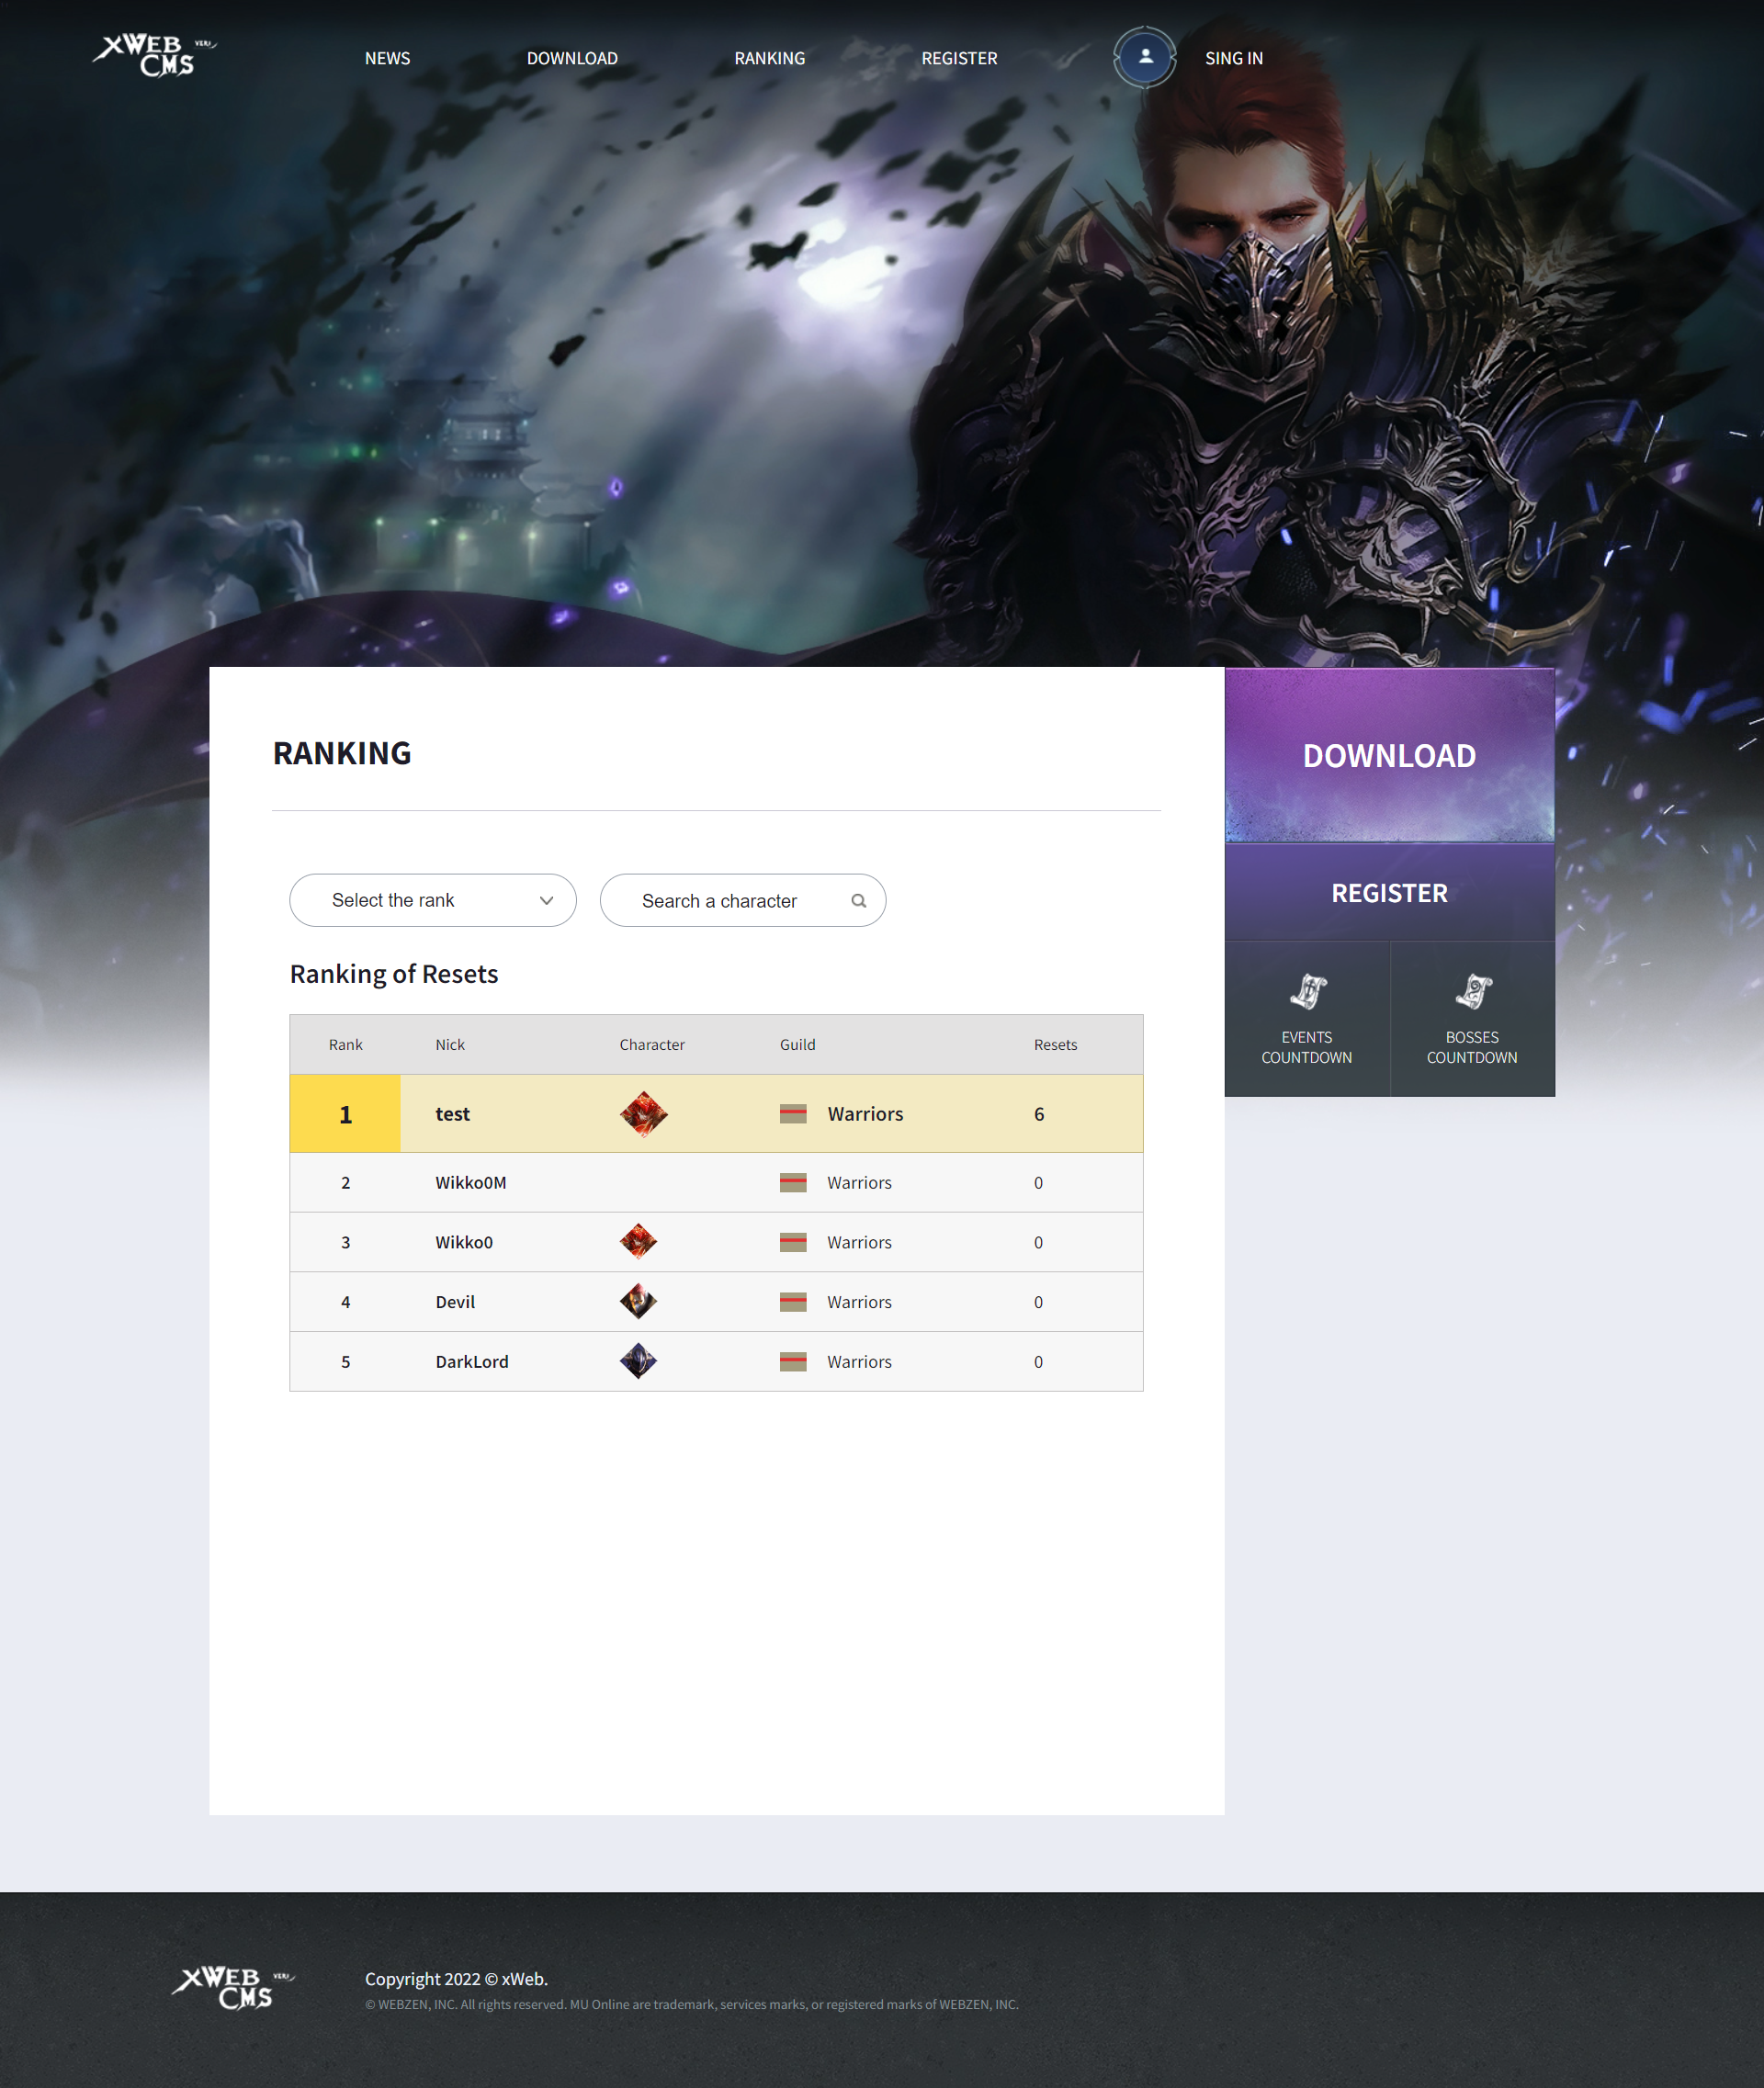 xWEB
CMS
NEWS
DOWNLOAD
RANKING
REGISTER
SING IN
RANKING
DOWNLOAD
REGISTER
EVENTS
COUNTDOWN
BOSSES
COUNTDOWN
Select the rank
Search a character
Ranking of Resets
Rank Nick Character Guild Resets
1 test Warriors 6
2 Wikko0M Warriors 0
3 Wikko0 Warriors 0
4 Devil Warriors 0
5 DarkLord Warriors 0
xWEB
CMS
Copyright 2022 © xWeb.
© WEBZEN, INC. All rights reserved. MU Online are trademark, services marks, or registered marks of WEBZEN, INC.